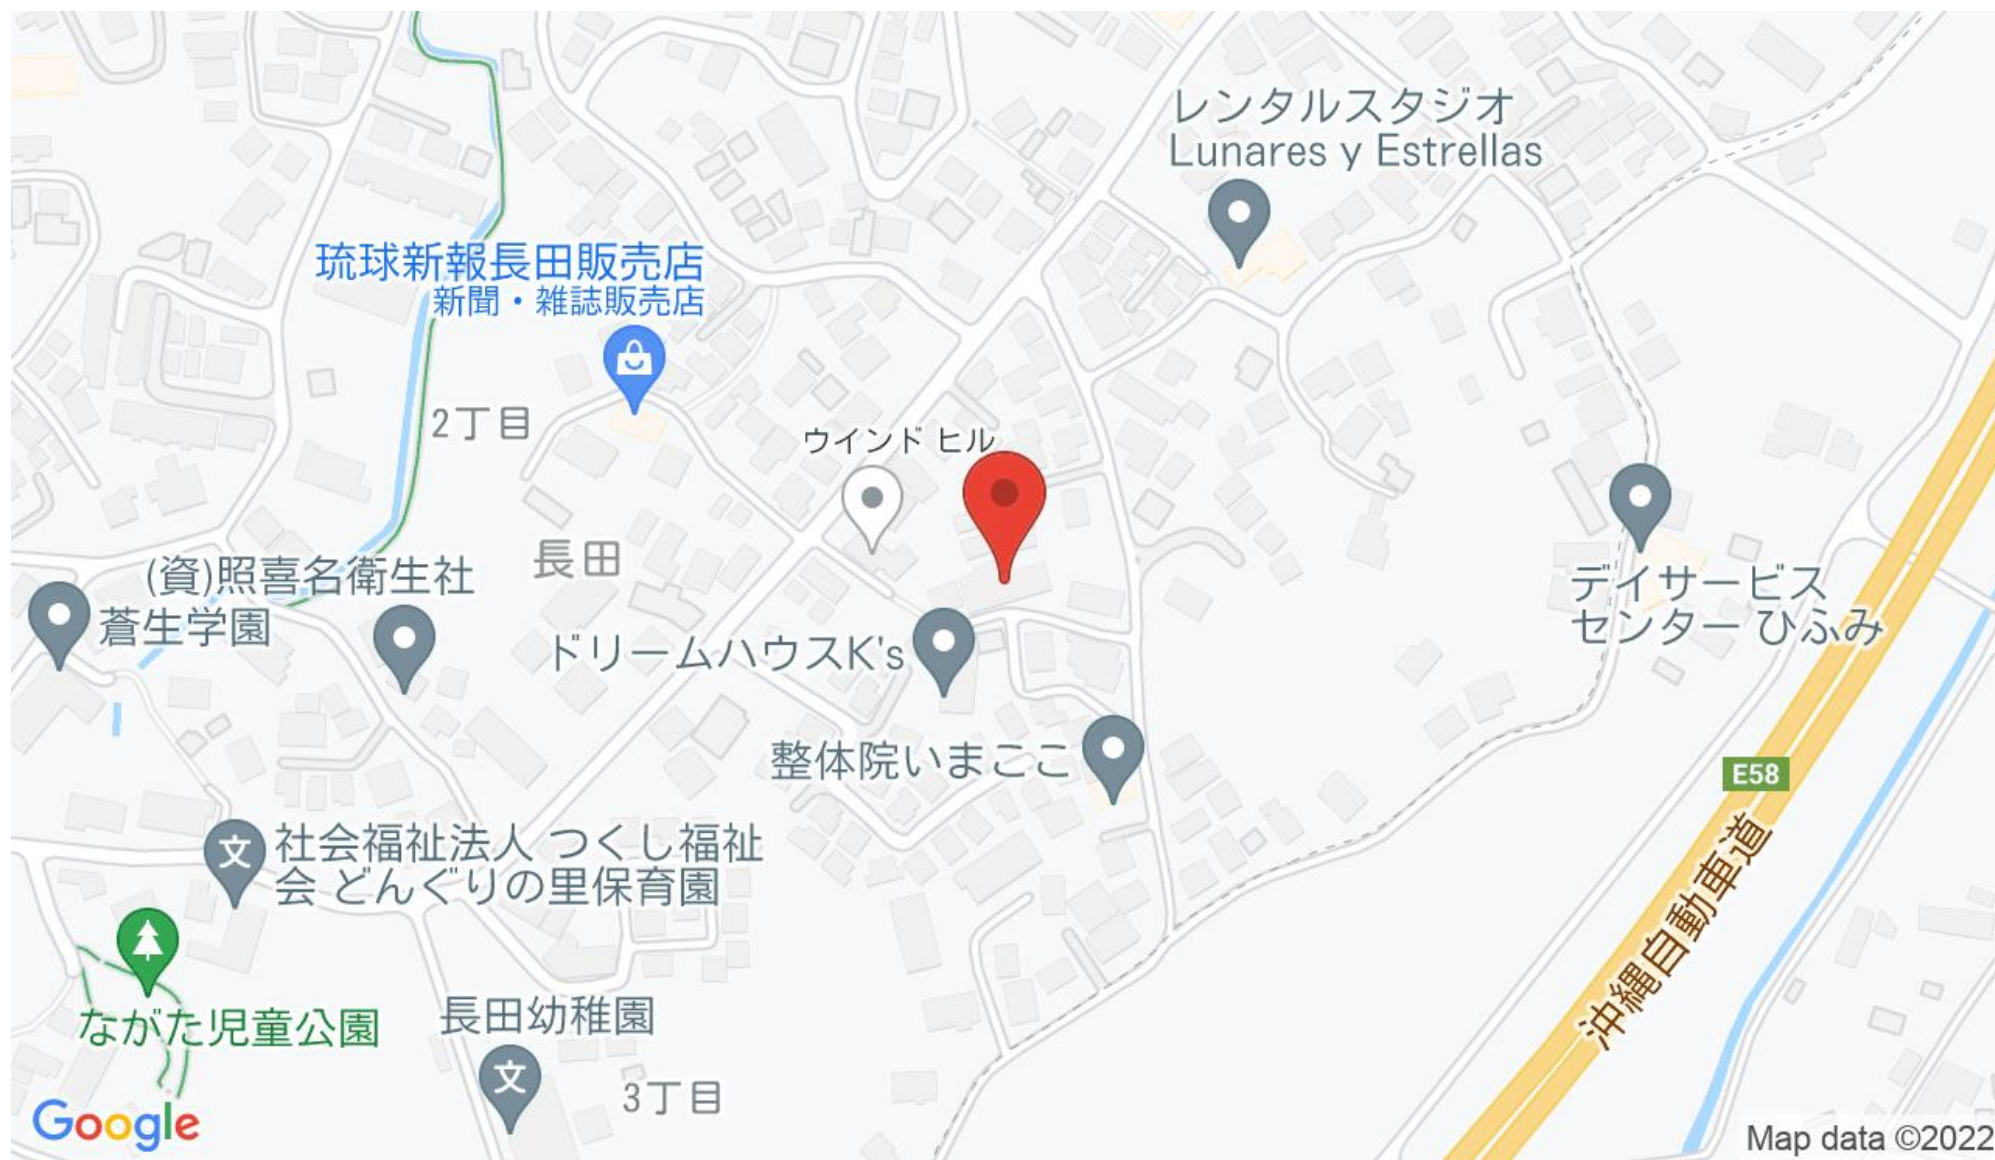 レンタルスタジオ
Lunares y Estrellas
琉球新報長田販売店
新聞・雑誌販売店
2丁目
ウインド ヒル
長田
(資)照喜名衛生社
蒼生学園
デイサービス
センター ひふみ
ドリームハウスK's
整体院いまここ
E58
沖縄自動車道
文
社会福祉法人 つくし福祉
会 どんぐりの里保育園
ながた児童公園
長田幼稚園
文
3丁目
Google
Map data ©2022